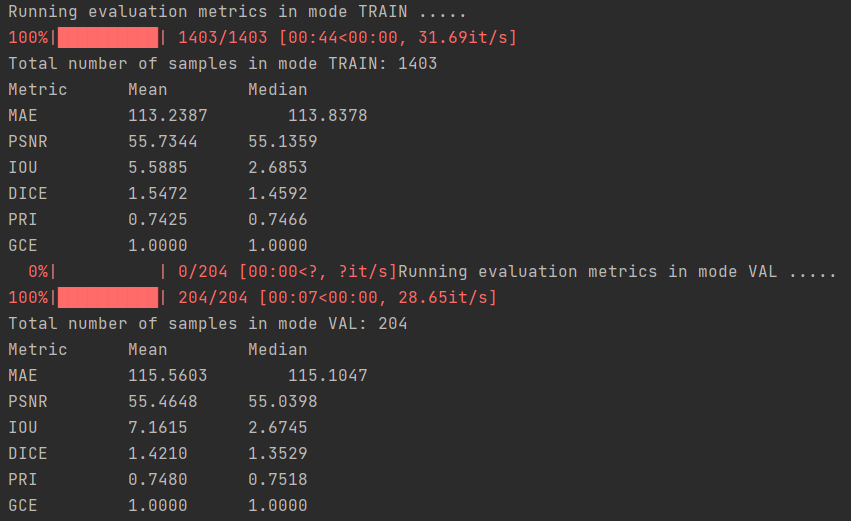 Running evaluation metrics in mode TRAIN .....
100%|██████████| 1403/1403 [00:44<00:00, 31.69it/s]
Total number of samples in mode TRAIN: 1403
Metric      Mean        Median
MAE         113.2387        113.8378
PSNR        55.7344     55.1359
IOU         5.5885      2.6853
DICE        1.5472      1.4592
PRI         0.7425      0.7466
GCE         1.0000      1.0000
  0%|          | 0/204 [00:00<?, ?it/s]Running evaluation metrics in mode VAL .....
100%|██████████| 204/204 [00:07<00:00, 28.65it/s]
Total number of samples in mode VAL: 204
Metric      Mean        Median
MAE         115.5603        115.1047
PSNR        55.4648     55.0398
IOU         7.1615      2.6745
DICE        1.4210      1.3529
PRI         0.7480      0.7518
GCE         1.0000      1.0000